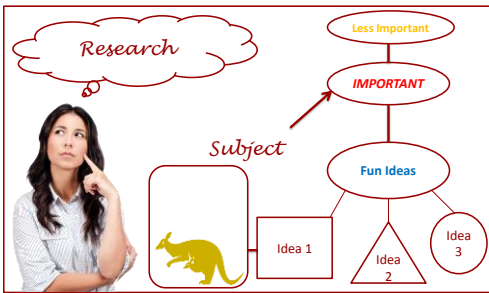 Research
Less Important
IMPORTANT
Subject
Fun Ideas
Idea 1
Idea
2
Idea
3